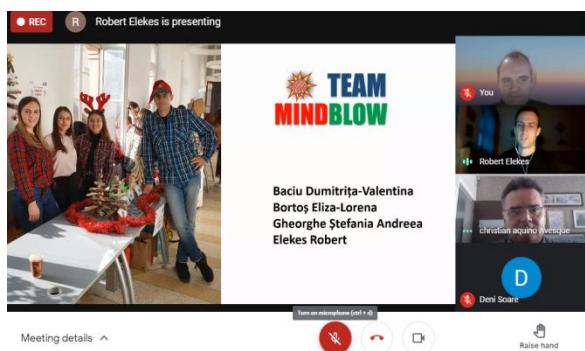 REC
R
Robert Elekes is presenting
TEAM
MINDBLOW
Baciu Dumitrița-Valentina
Bortoș Eliza-Lorena
Gheorghe Ștefania Andreea
Elekes Robert
You
Robert Elekes
christian aquino Avesque
D
Deni Soare
Turn on microphone (ctrl + d)
Meeting details
Raise hand